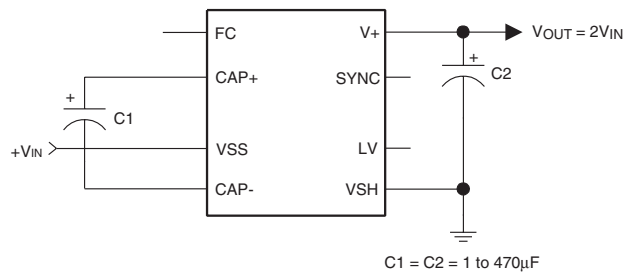 FC
V+
VOUT = 2VIN
+
CAP+
SYNC
C2
+
C1
+VIN
VSS
LV
CAP-
VSH
C1 = C2 = 1 to 470µF